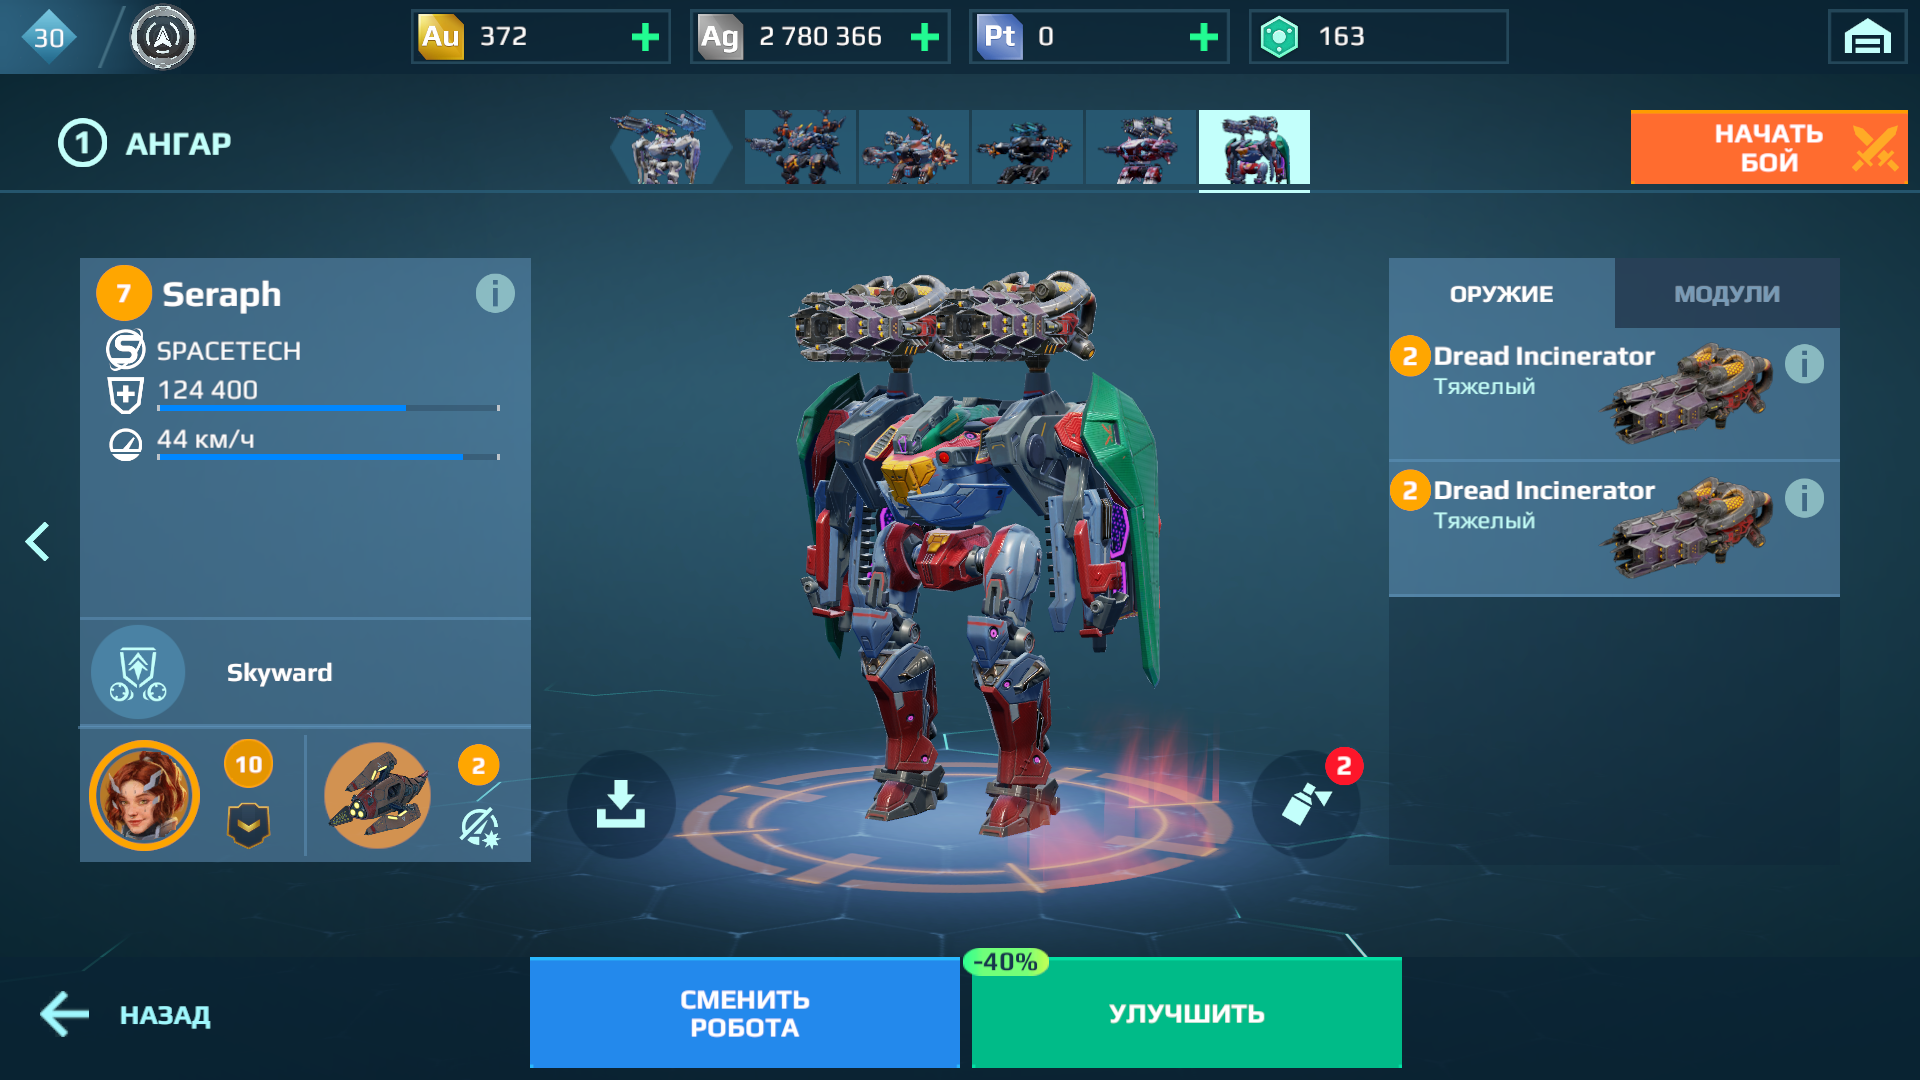 30
Au 372
Ag 2 780 366
Pt 0
163
1 АНГАР
НАЧАТЬ
БОЙ
7 Seraph
SPACETECH
124 400
44 км/ч
Skyward
10
2
ОРУЖИЕ
МОДУЛИ
2 Dread Incinerator
Тяжелый
2 Dread Incinerator
Тяжелый
2
НАЗАД
СМЕНИТЬ
РОБОТА
-40%
УЛУЧШИТЬ